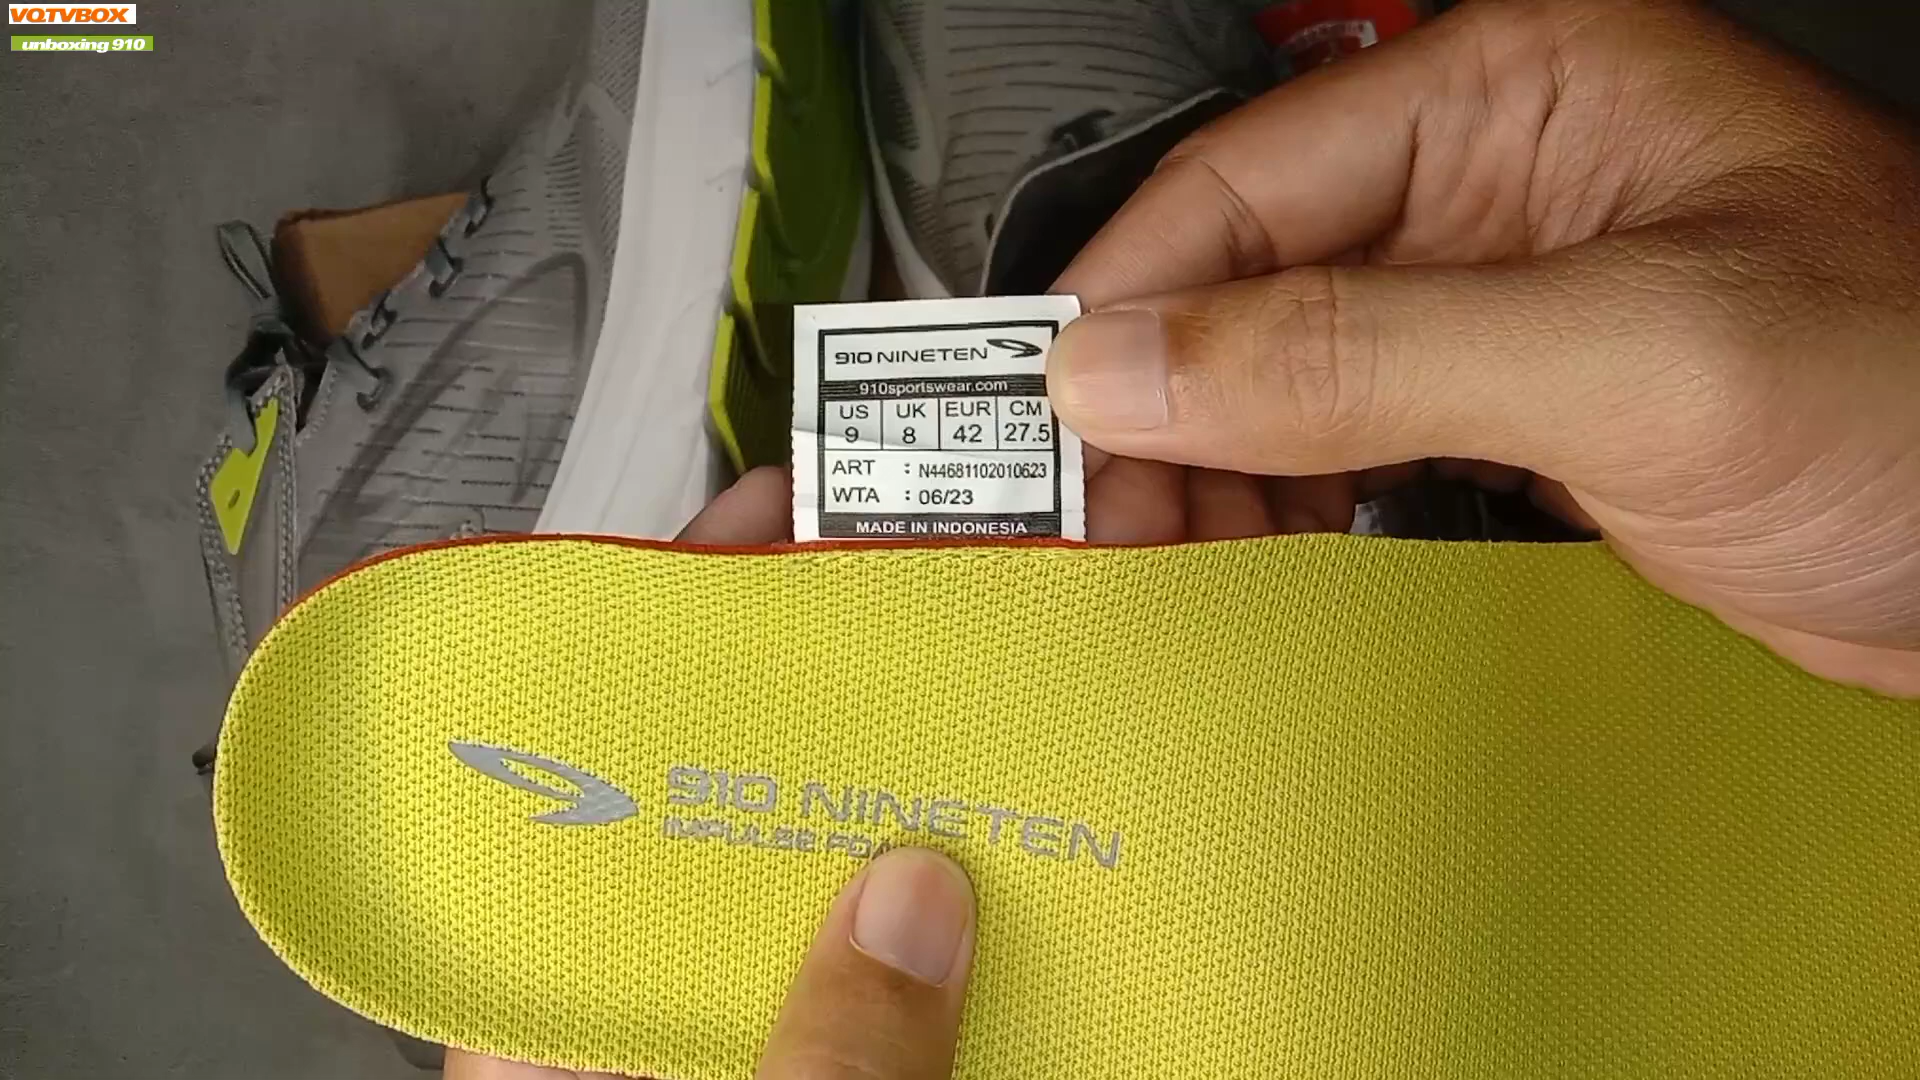 VQTVBOX
unboxing 910
910 NINETEN
910sportswear.com
US UK EUR CM
9 8 42 27.5
ART : N44681102010623
WTA : 06/23
MADE IN INDONESIA
910 NINETEN
IMPULSE